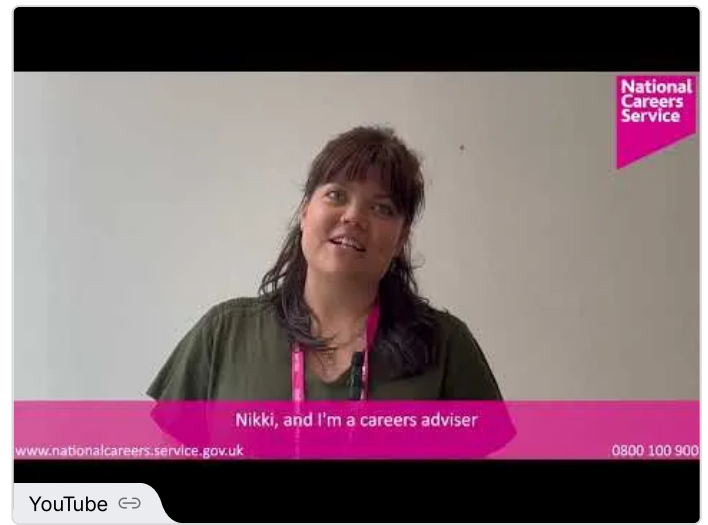 National
Careers
Service
Nikki, and I'm a careers adviser
www.nationalcareers.service.gov.uk
0800 100 900
YouTube